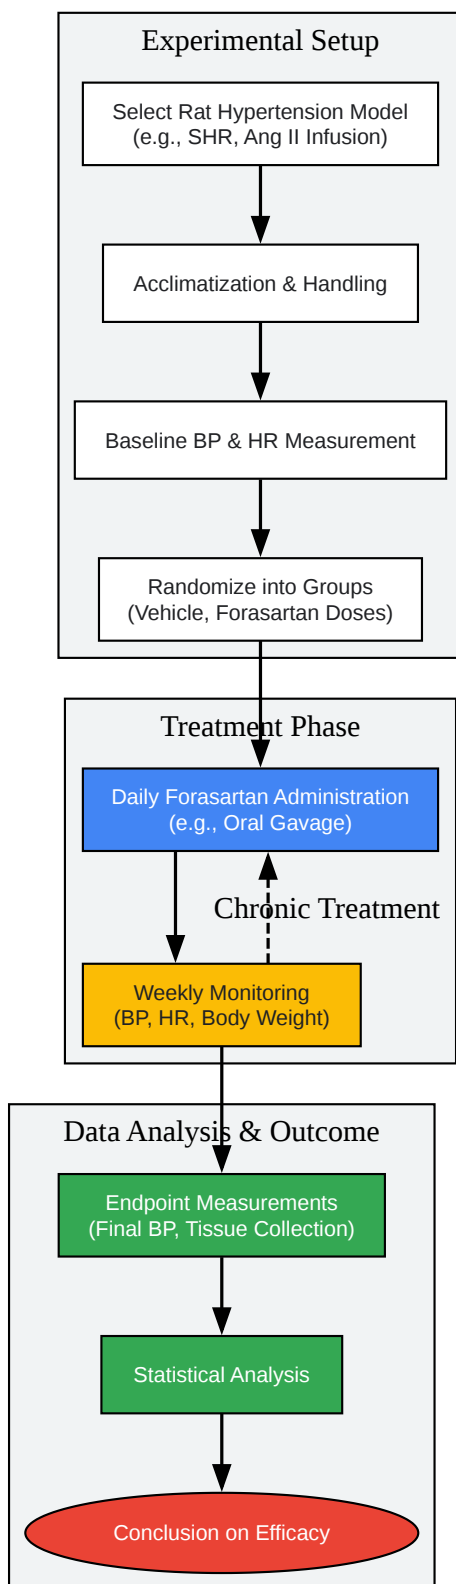 Experimental Setup
Select Rat Hypertension Model
(e.g., SHR, Ang II Infusion)
Acclimatization & Handling
Baseline BP & HR Measurement
Randomize into Groups
(Vehicle, Forasartan Doses)
Treatment Phase
Daily Forasartan Administration
(e.g., Oral Gavage)
Chronic Treatment
Weekly Monitoring
(BP, HR, Body Weight)
Data Analysis & Outcome
Endpoint Measurements
(Final BP, Tissue Collection)
Statistical Analysis
Conclusion on Efficacy